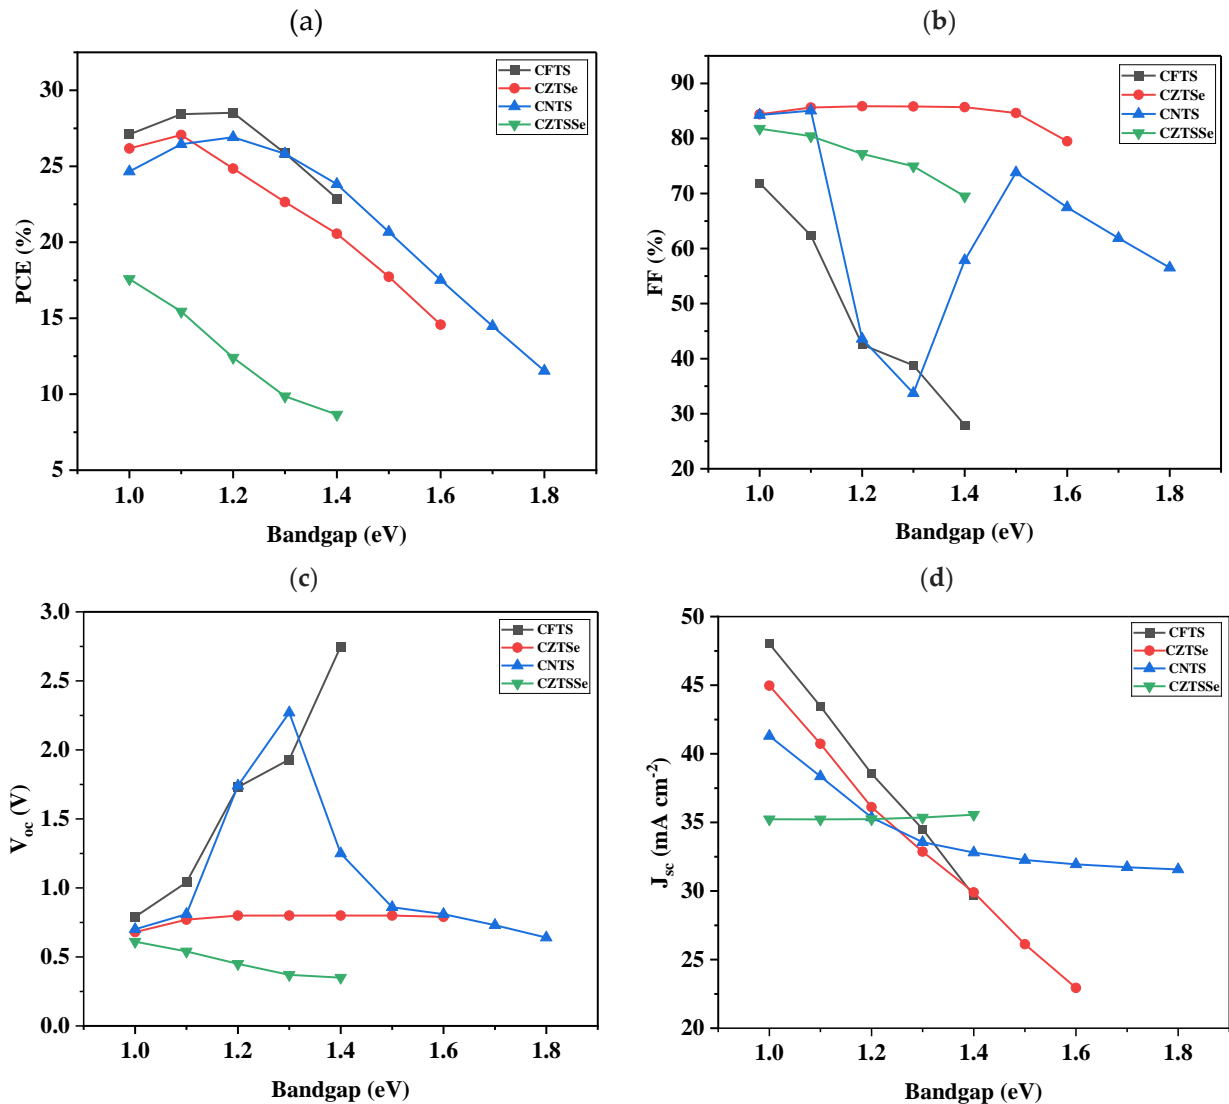 (a)
CFTS
CZTSe
CNTS
CZTSSe
30
25
20
15
10
5
PCE (%)
1.0 1.2 1.4 1.6 1.8
Bandgap (eV)
(b)
CFTS
CZTSe
CNTS
CZTSSe
90
80
70
60
50
40
30
20
FF (%)
1.0 1.2 1.4 1.6 1.8
Bandgap (eV)
(c)
CFTS
CZTSe
CNTS
CZTSSe
3.0
2.5
2.0
1.5
1.0
0.5
0.0
Voc (V)
1.0 1.2 1.4 1.6 1.8
Bandgap (eV)
(d)
CFTS
CZTSe
CNTS
CZTSSe
50
45
40
35
30
25
20
Jsc (mA cm⁻²)
1.0 1.2 1.4 1.6 1.8
Bandgap (eV)